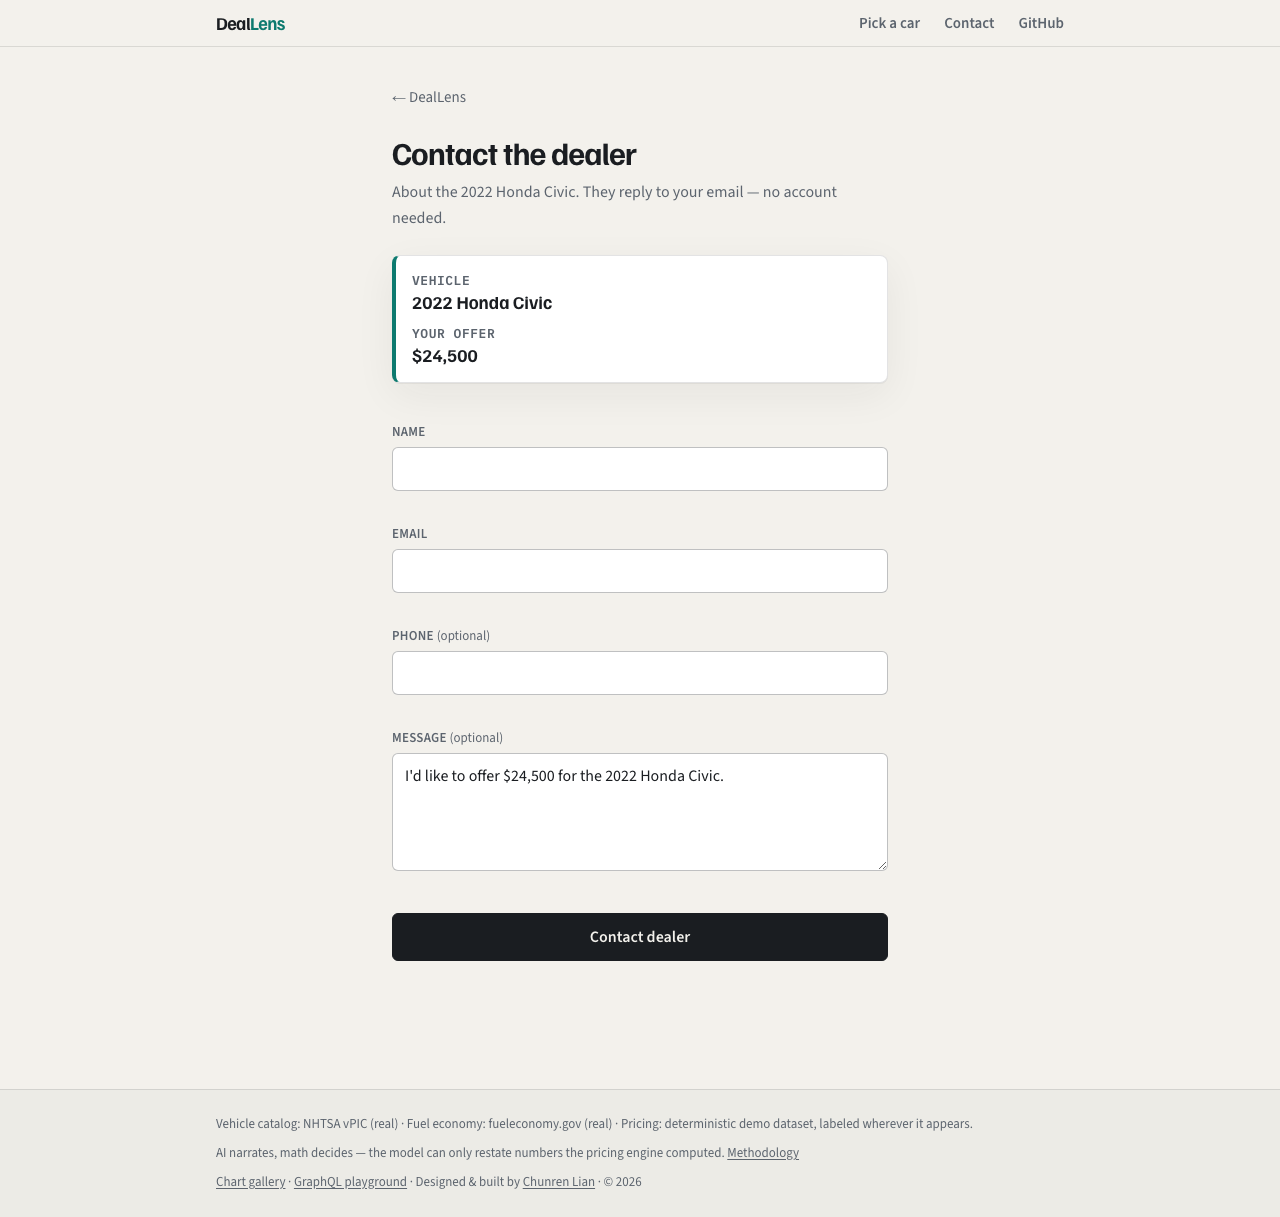 DealLens
Pick a car Contact GitHub
← DealLens
Contact the dealer
About the 2022 Honda Civic. They reply to your email — no account
needed.
VEHICLE
2022 Honda Civic
YOUR OFFER
$24,500
NAME
EMAIL
PHONE (optional)
MESSAGE (optional)
I'd like to offer $24,500 for the 2022 Honda Civic.
Contact dealer
Vehicle catalog: NHTSA vPIC (real) · Fuel economy: fueleconomy.gov (real) · Pricing: deterministic demo dataset, labeled wherever it appears.
AI narrates, math decides — the model can only restate numbers the pricing engine computed. Methodology
Chart gallery · GraphQL playground · Designed & built by Chunren Lian · © 2026